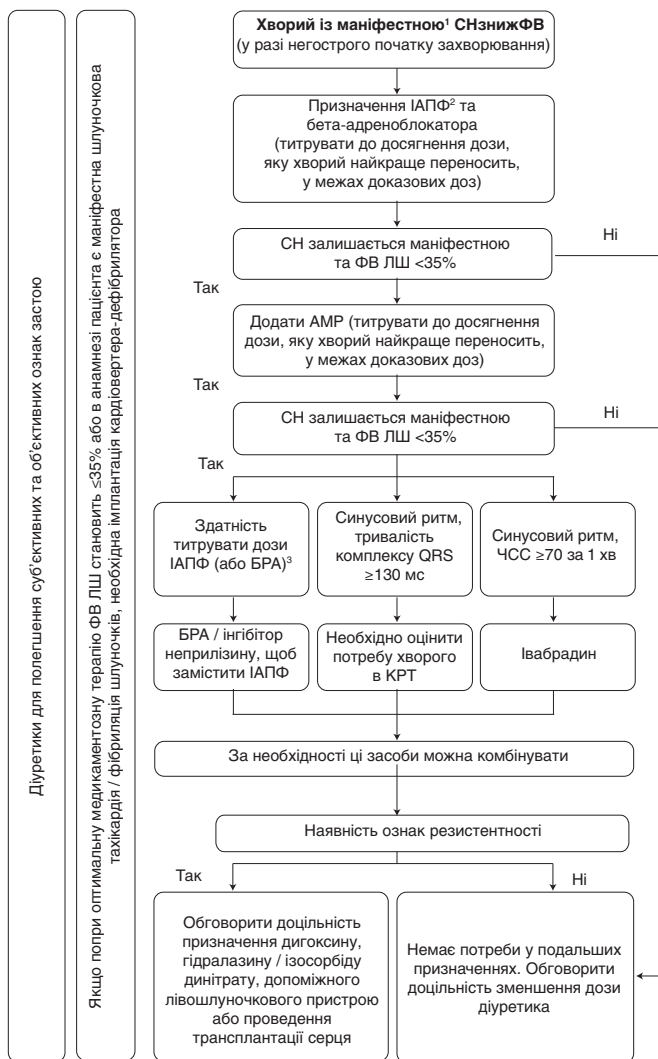 Діуретики для полегшення суб'єктивних та об'єктивних ознак застою
Якщо попри оптимальну медикаментозну терапію ФВ ЛШ становить ≤35% або в анамнезі пацієнта є маніфестна шлуночкова
тахікардія / фібриляція шлуночків, необхідна імплантація кардіовертера-дефібрилятора
Хворий із маніфестною¹ СНзнижФВ
(у разі негострого початку захворювання)
Призначення ІАПФ² та
бета-адреноблокатора
(титрувати до досягнення дози,
яку хворий найкраще переносить,
у межах доказових доз)
СН залишається маніфестною
та ФВ ЛШ <35%
Ні
Так
Додати АМР (титрувати до досягнення
дози, яку хворий найкраще переносить,
у межах доказових доз)
Так
СН залишається маніфестною
та ФВ ЛШ <35%
Ні
Так
Здатність
титрувати дози
ІАПФ (або БРА)³
Синусовий ритм,
тривалість
комплексу QRS
≥130 мс
Синусовий ритм,
ЧСС ≥70 за 1 хв
БРА / інгібітор
неприлізину, щоб
замістити ІАПФ
Необхідно оцінити
потребу хворого
в КРТ
Івабрадин
За необхідності ці засоби можна комбінувати
Наявність ознак резистентності
Так
Ні
Обговорити доцільність
призначення дигоксину,
гідралазину / ізосорбіду
динітрату, допоміжного
лівошлуночкового пристрою
або проведення
трансплантації серця
Немає потреби у подальших
призначеннях. Обговорити
доцільність зменшення дози
діуретика